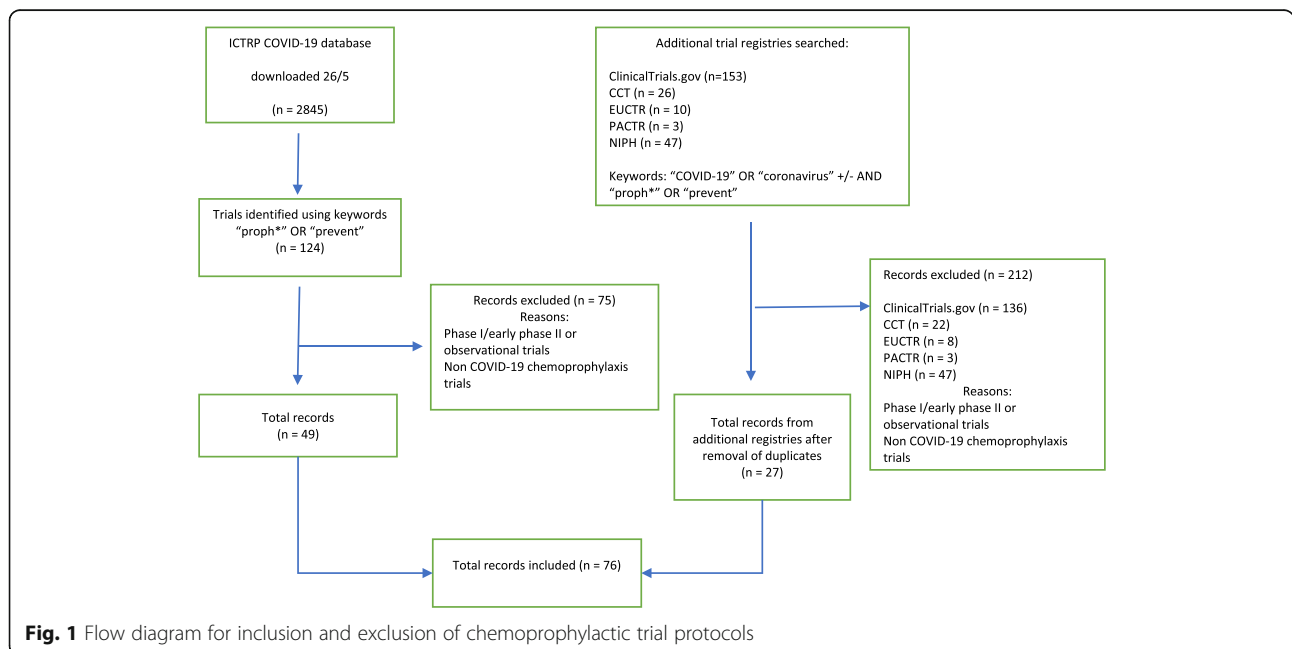 ICTRP COVID-19 database
downloaded 26/5
(n = 2845)
Additional trial registries searched:
ClinicalTrials.gov (n=153)
CCT (n = 26)
EUCTR (n = 10)
PACTR (n = 3)
NIPH (n = 47)
Keywords: “COVID-19” OR “coronavirus” +/- AND
“proph*” OR “prevent”
Trials identified using keywords
“proph*” OR “prevent”
(n = 124)
Records excluded (n = 75)
Reasons:
Phase I/early phase II or
observational trials
Non COVID-19 chemoprophylaxis
trials
Records excluded (n = 212)
ClinicalTrials.gov (n = 136)
CCT (n = 22)
EUCTR (n = 8)
PACTR (n = 3)
NIPH (n = 47)
Reasons:
Phase I/early phase II or
observational trials
Non COVID-19 chemoprophylaxis
trials
Total records
(n = 49)
Total records from
additional registries after
removal of duplicates
(n = 27)
Total records included (n = 76)
Fig. 1 Flow diagram for inclusion and exclusion of chemoprophylactic trial protocols